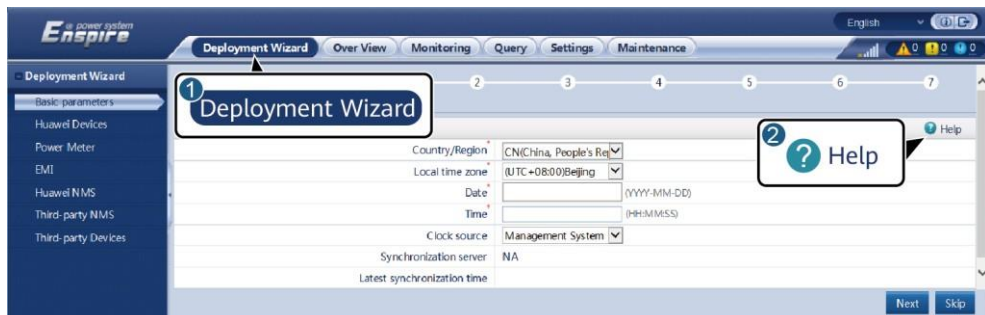 Enspire e power system
English
Deployment Wizard Over View Monitoring Query Settings Maintenance
0 0 0
Deployment Wizard
Basic parameters
Huawei Devices
Power Meter
EMI
Huawei NMS
Third-party NMS
Third-party Devices
1 Deployment Wizard
2 3 4 5 6 7
Help
2 ? Help
Country/Region* CN(China, People's Rep
Local time zone* (UTC+08:00)Beijing
Date* (YYYY-MM-DD)
Time* (HH:MM:SS)
Clock source Management System
Synchronization server NA
Latest synchronization time
Next Skip